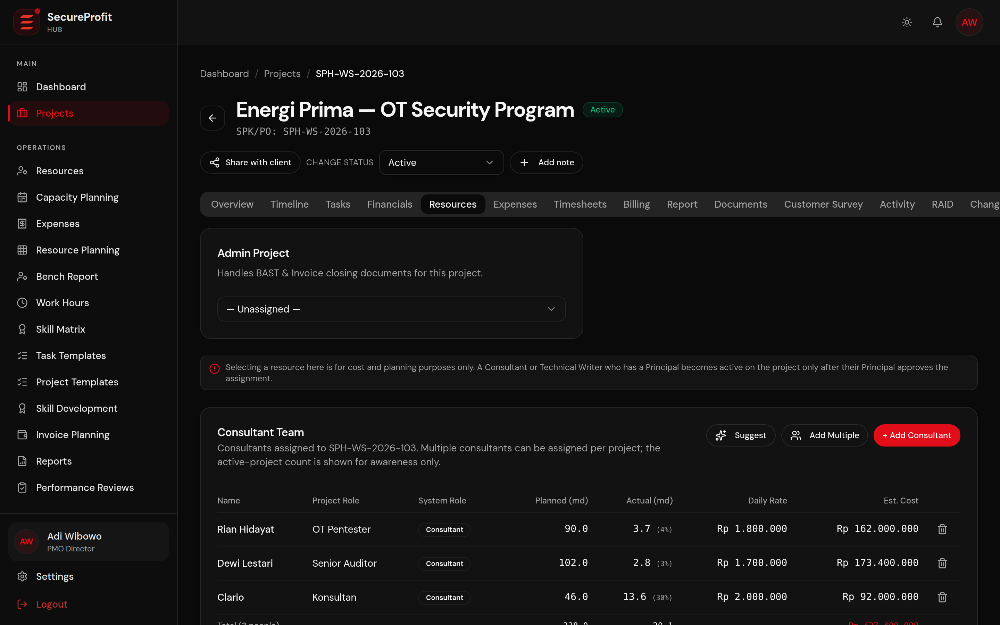 SecureProfit
HUB
AW
MAIN
Dashboard
Projects
OPERATIONS
Resources
Capacity Planning
Expenses
Resource Planning
Bench Report
Work Hours
Skill Matrix
Task Templates
Project Templates
Skill Development
Invoice Planning
Reports
Performance Reviews
AW
Adi Wibowo
PMO Director
Settings
Logout
Dashboard / Projects / SPH-WS-2026-103
Energi Prima — OT Security Program Active
SPK/PO: SPH-WS-2026-103
Share with client CHANGE STATUS Active Add note
Overview Timeline Tasks Financials Resources Expenses Timesheets Billing Report Documents Customer Survey Activity RAID Chang
Admin Project
Handles BAST & Invoice closing documents for this project.
— Unassigned —
Selecting a resource here is for cost and planning purposes only. A Consultant or Technical Writer who has a Principal becomes active on the project only after their Principal approves the
assignment.
Consultant Team
Suggest Add Multiple + Add Consultant
Consultants assigned to SPH-WS-2026-103. Multiple consultants can be assigned per project; the
active-project count is shown for awareness only.
Name Project Role System Role Planned (md) Actual (md) Daily Rate Est. Cost
Rian Hidayat OT Pentester Consultant 90.0 3.7 (4%) Rp 1.800.000 Rp 162.000.000
Dewi Lestari Senior Auditor Consultant 102.0 2.8 (3%) Rp 1.700.000 Rp 173.400.000
Clario Konsultan Consultant 46.0 13.6 (30%) Rp 2.000.000 Rp 92.000.000
Total (3 people) 238.0 20.1 Rp 427.400.000